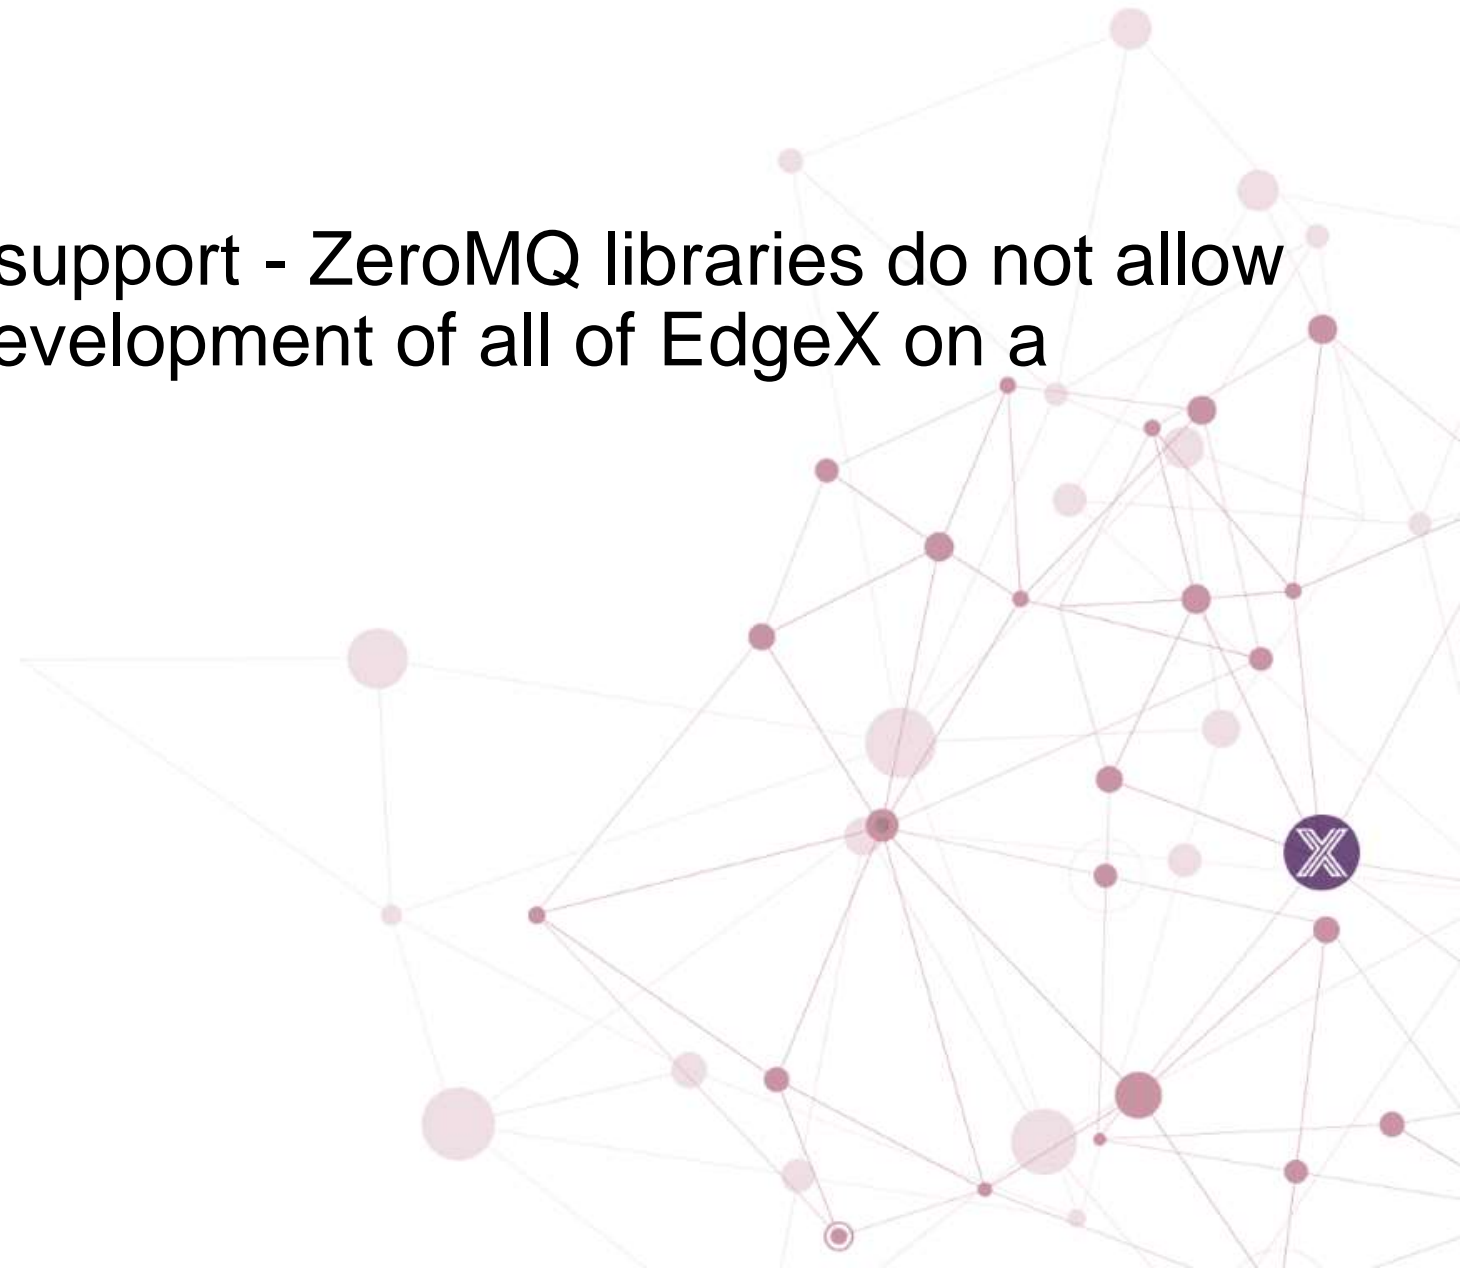 support - ZeroMQ libraries do not allow
evelopment of all of EdgeX on a